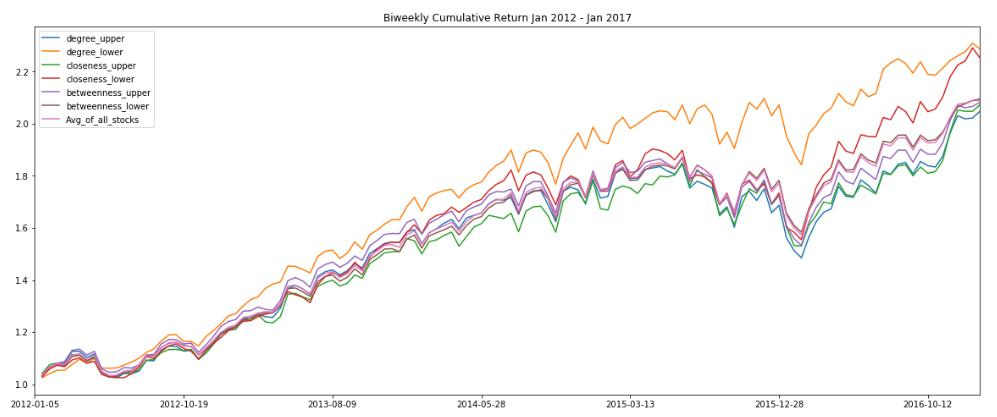 Biweekly Cumulative Return Jan 2012 - Jan 2017
degree_upper
degree_lower
closeness_upper
closeness_lower
betweenness_upper
betweenness_lower
Avg_of_all_stocks
2.2
2.0
1.8
1.6
1.4
1.2
1.0
2012-01-05 2012-10-19 2013-08-09 2014-05-28 2015-03-13 2015-12-28 2016-10-12